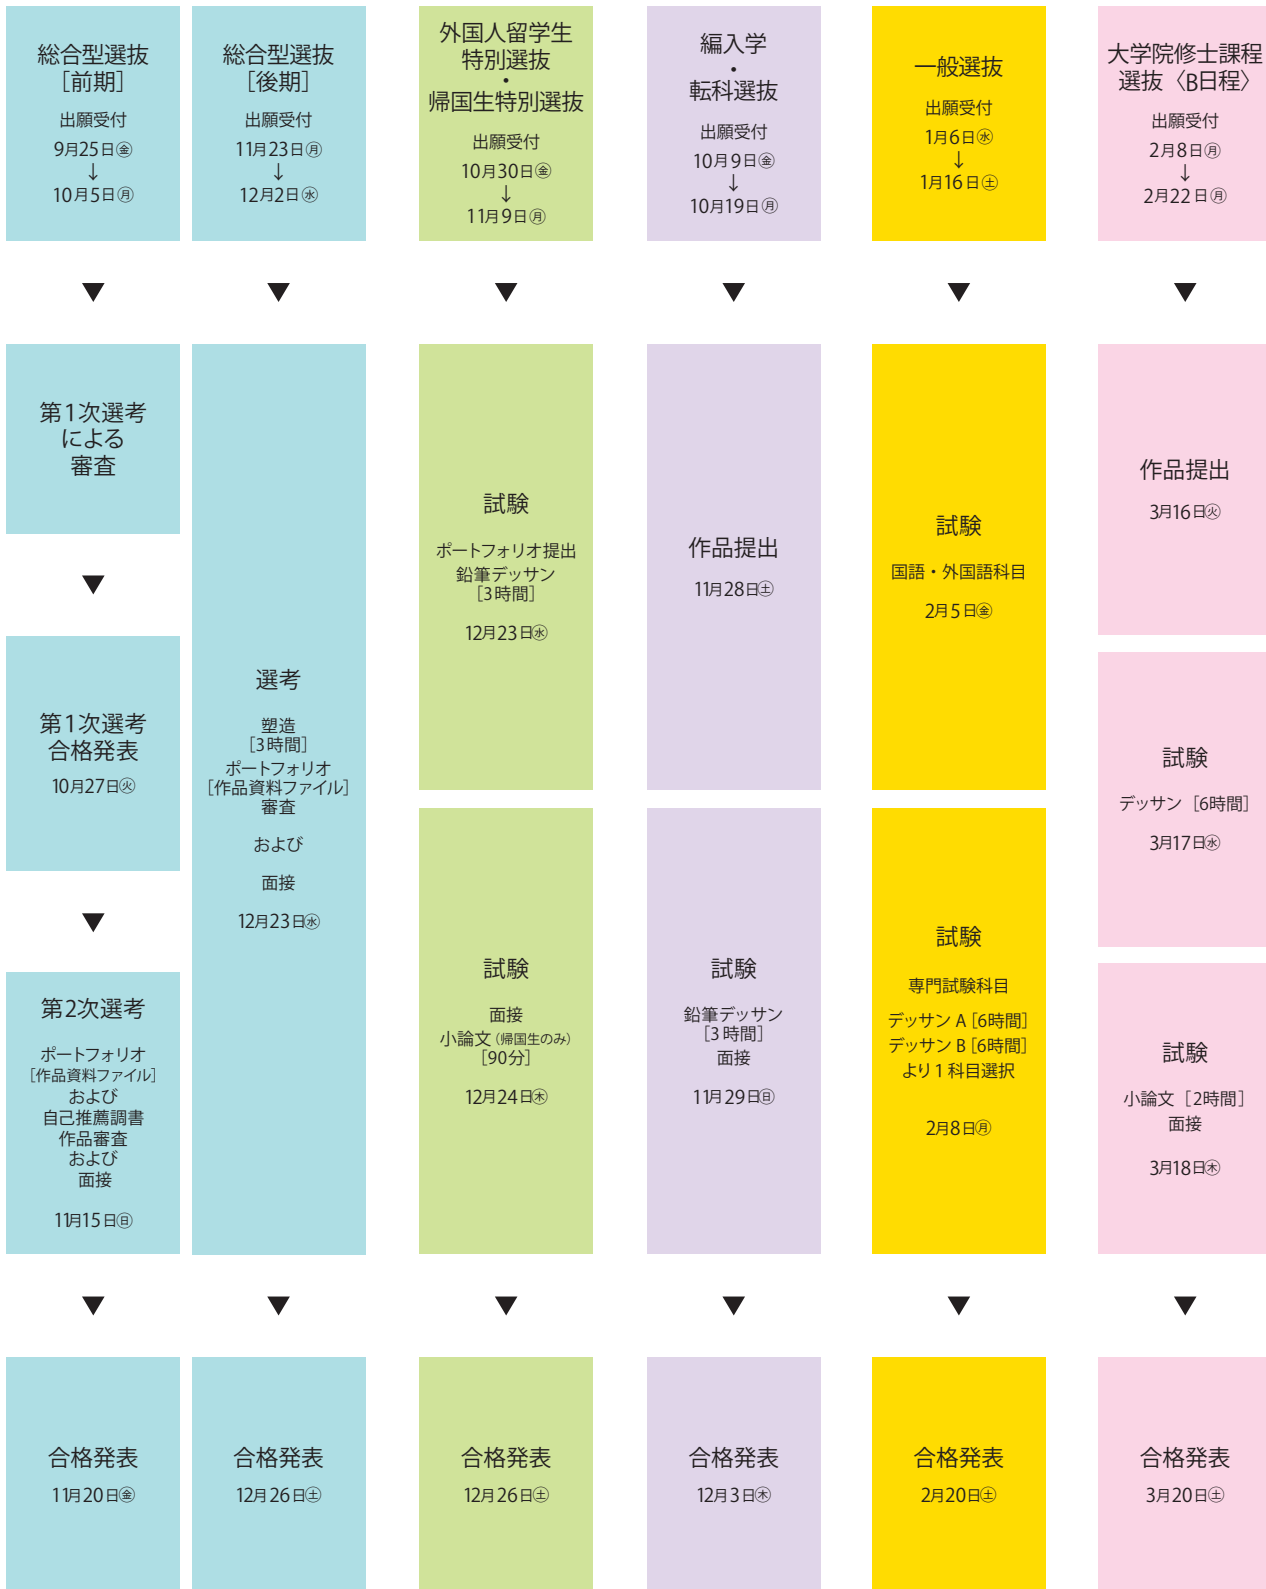 総合型選抜
［前期］
出願受付
9月25日㊎
↓
10月5日㊊
▼
第1次選考
による
審査
▼
第1次選考
合格発表
10月27日㊋
▼
第2次選考
ポートフォリオ
［作品資料ファイル］
および
自己推薦調書
作品審査
および
面接
11月15日㊐
▼
合格発表
11月20日㊎
総合型選抜
［後期］
出願受付
11月23日㊊
↓
12月2日㊌
▼
選考
塑造
［3時間］
ポートフォリオ
［作品資料ファイル］
審査
および
面接
12月23日㊌
▼
合格発表
12月26日㊏
外国人留学生
特別選抜
・
帰国生特別選抜
出願受付
10月30日㊎
↓
11月9日㊊
▼
試験
ポートフォリオ提出
鉛筆デッサン
［3時間］
12月23日㊌
試験
面接
小論文（帰国生のみ）
［90分］
12月24日㊍
▼
合格発表
12月26日㊏
編入学
・
転科選抜
出願受付
10月9日㊎
↓
10月19日㊊
▼
作品提出
11月28日㊏
試験
鉛筆デッサン
［3時間］
面接
11月29日㊐
▼
合格発表
12月3日㊍
一般選抜
出願受付
1月6日㊌
↓
1月16日㊏
▼
試験
国語・外国語科目
2月5日㊎
試験
専門試験科目
デッサン A［6時間］
デッサン B［6時間］
より1科目選択
2月8日㊊
▼
合格発表
2月20日㊏
大学院修士課程
選抜〈B日程〉
出願受付
2月8日㊊
↓
2月22日㊊
▼
作品提出
3月16日㊋
試験
デッサン［6時間］
3月17日㊌
試験
小論文［2時間］
面接
3月18日㊍
▼
合格発表
3月20日㊏